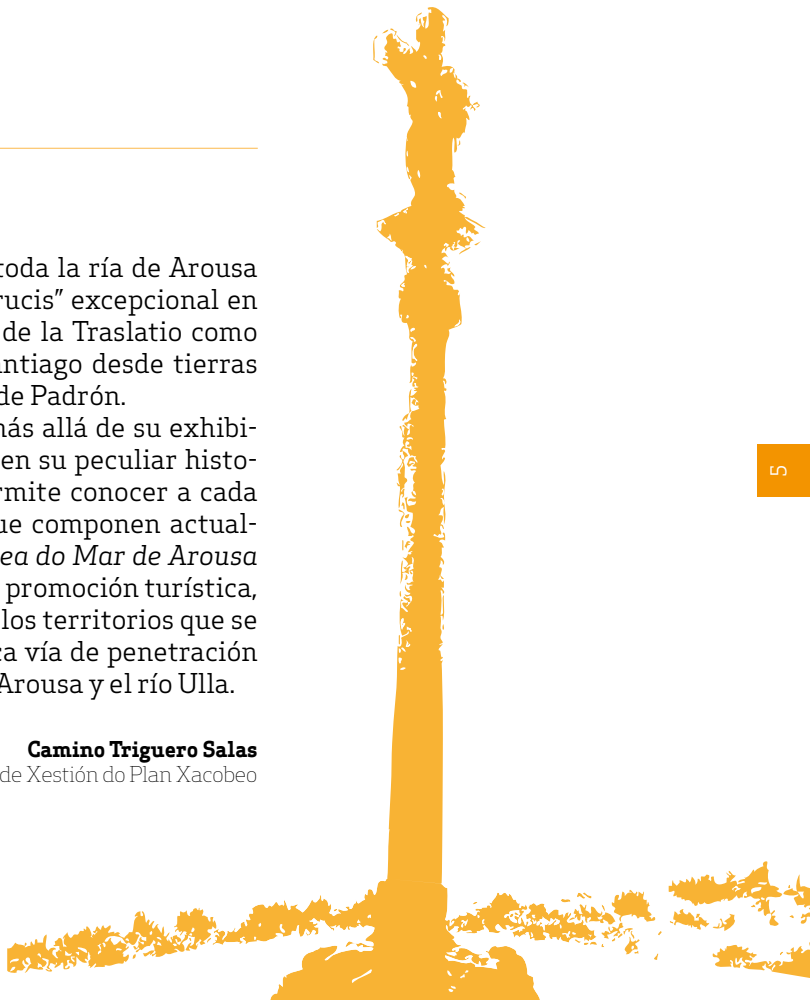 toda la ría de Arousa
rucis” excepcional en
de la Traslatio como
antiago desde tierras
de Padrón.
más allá de su exhibi-
en su peculiar histo-
rmite conocer a cada
ue componen actual-
ea do Mar de Arousa
promoción turística,
los territorios que se
ca vía de penetración
Arousa y el río Ulla.
Camino Triguero Salas
de Xestión do Plan Xacobeo
5